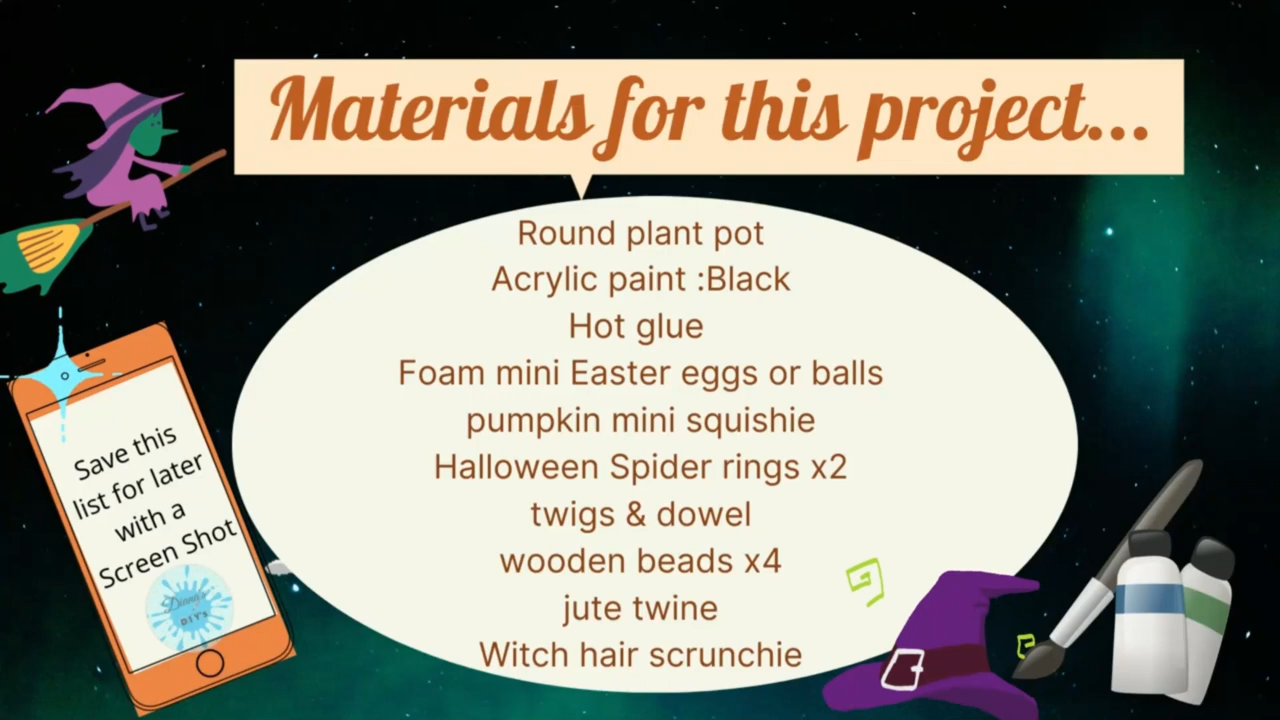 Materials for this project...
Round plant pot
Acrylic paint :Black
Hot glue
Foam mini Easter eggs or balls
pumpkin mini squishie
Halloween Spider rings x2
twigs & dowel
wooden beads x4
jute twine
Witch hair scrunchie
Save this
list for later
with a
Screen Shot
DIY's